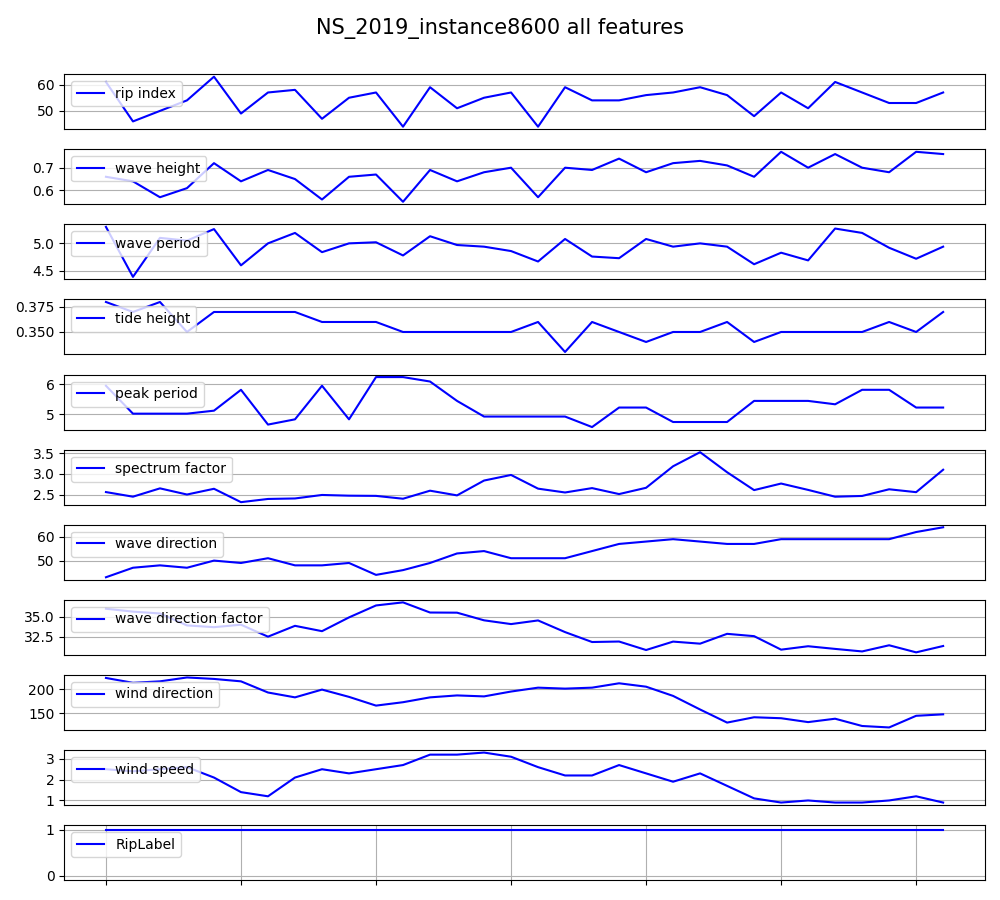 NS_2019_instance8600 all features
60
50
rip index
0.7
0.6
wave height
5.0
4.5
wave period
0.375
0.350
tide height
6
5
peak period
3.5
3.0
2.5
spectrum factor
60
50
wave direction
35.0
32.5
wave direction factor
200
150
wind direction
3
2
1
wind speed
1
0
RipLabel